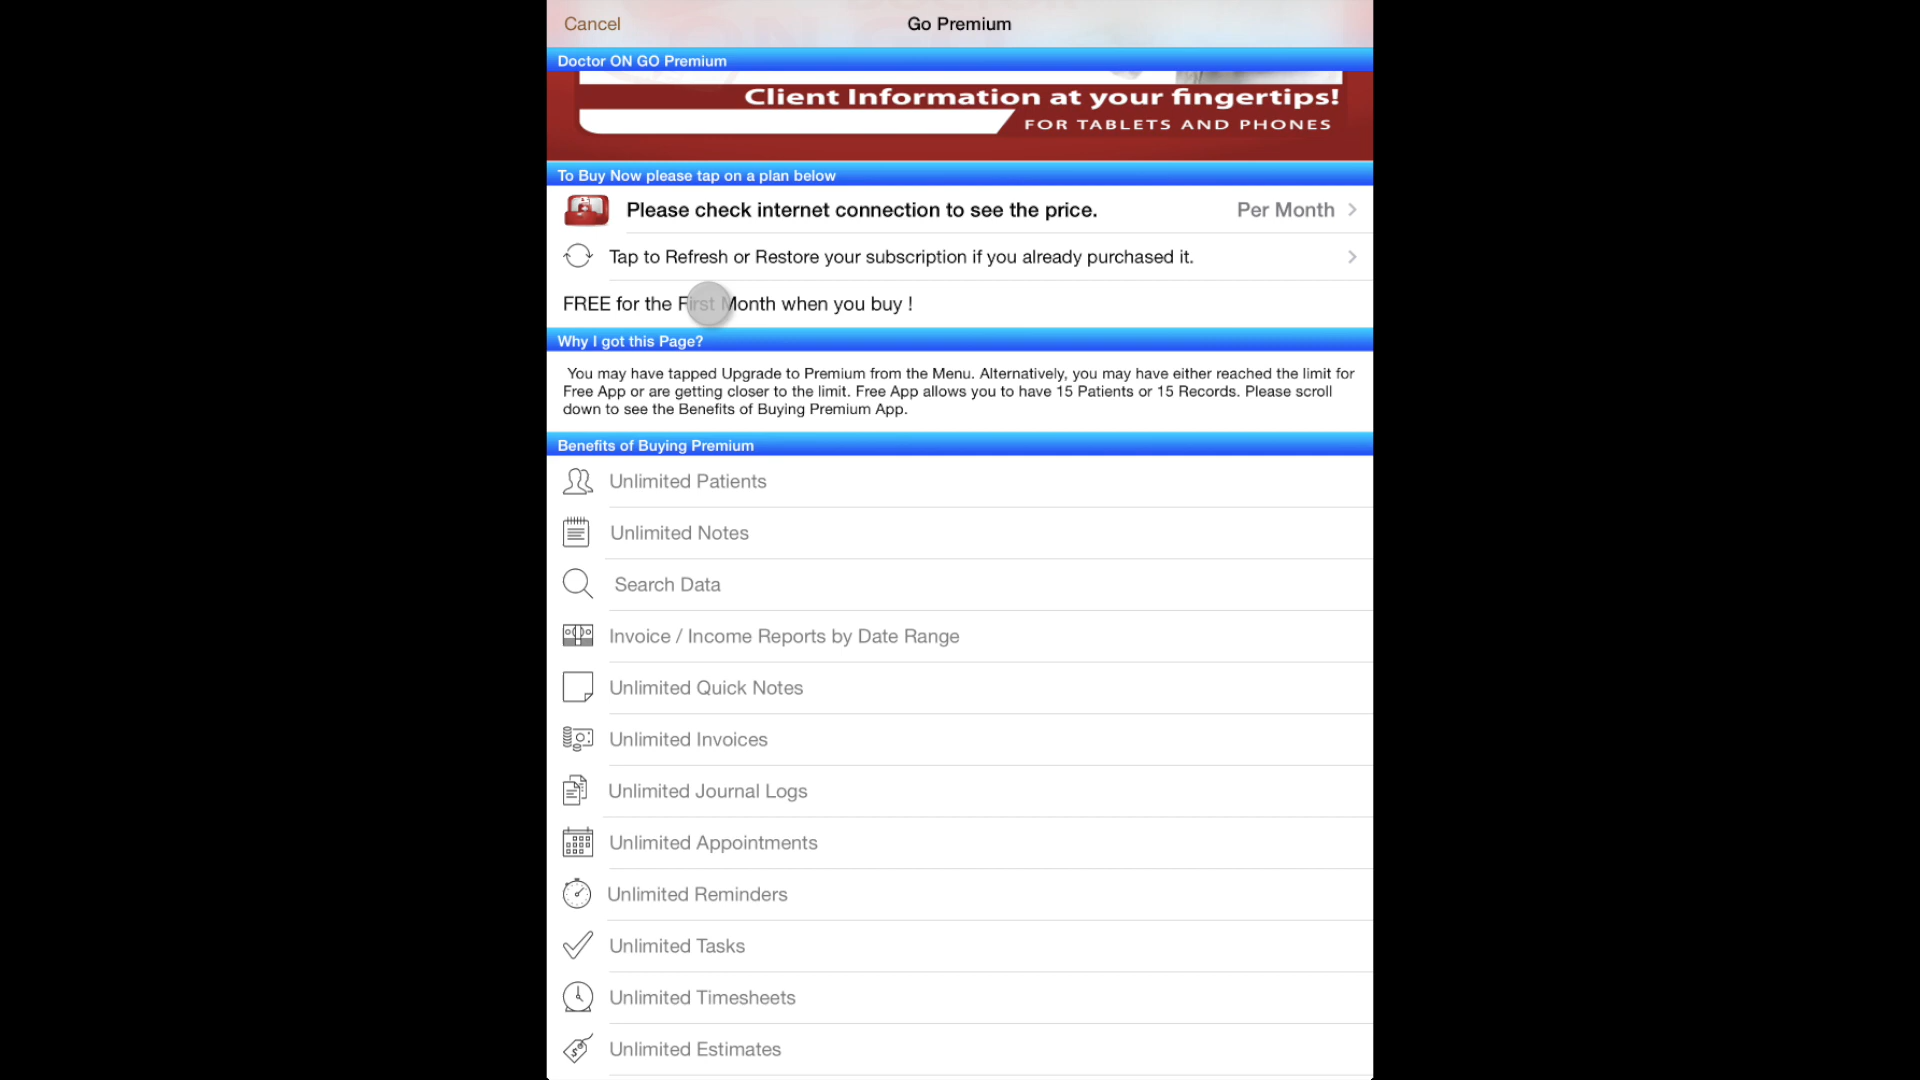 Cancel
Go Premium
Doctor ON GO Premium
Client Information at your fingertips!
FOR TABLETS AND PHONES
To Buy Now please tap on a plan below
Please check internet connection to see the price.
Per Month
Tap to Refresh or Restore your subscription if you already purchased it.
FREE for the First Month when you buy !
Why I got this Page?
You may have tapped Upgrade to Premium from the Menu. Alternatively, you may have either reached the limit for
Free App or are getting closer to the limit. Free App allows you to have 15 Patients or 15 Records. Please scroll
down to see the Benefits of Buying Premium App.
Benefits of Buying Premium
Unlimited Patients
Unlimited Notes
Search Data
Invoice / Income Reports by Date Range
Unlimited Quick Notes
Unlimited Invoices
Unlimited Journal Logs
Unlimited Appointments
Unlimited Reminders
Unlimited Tasks
Unlimited Timesheets
Unlimited Estimates